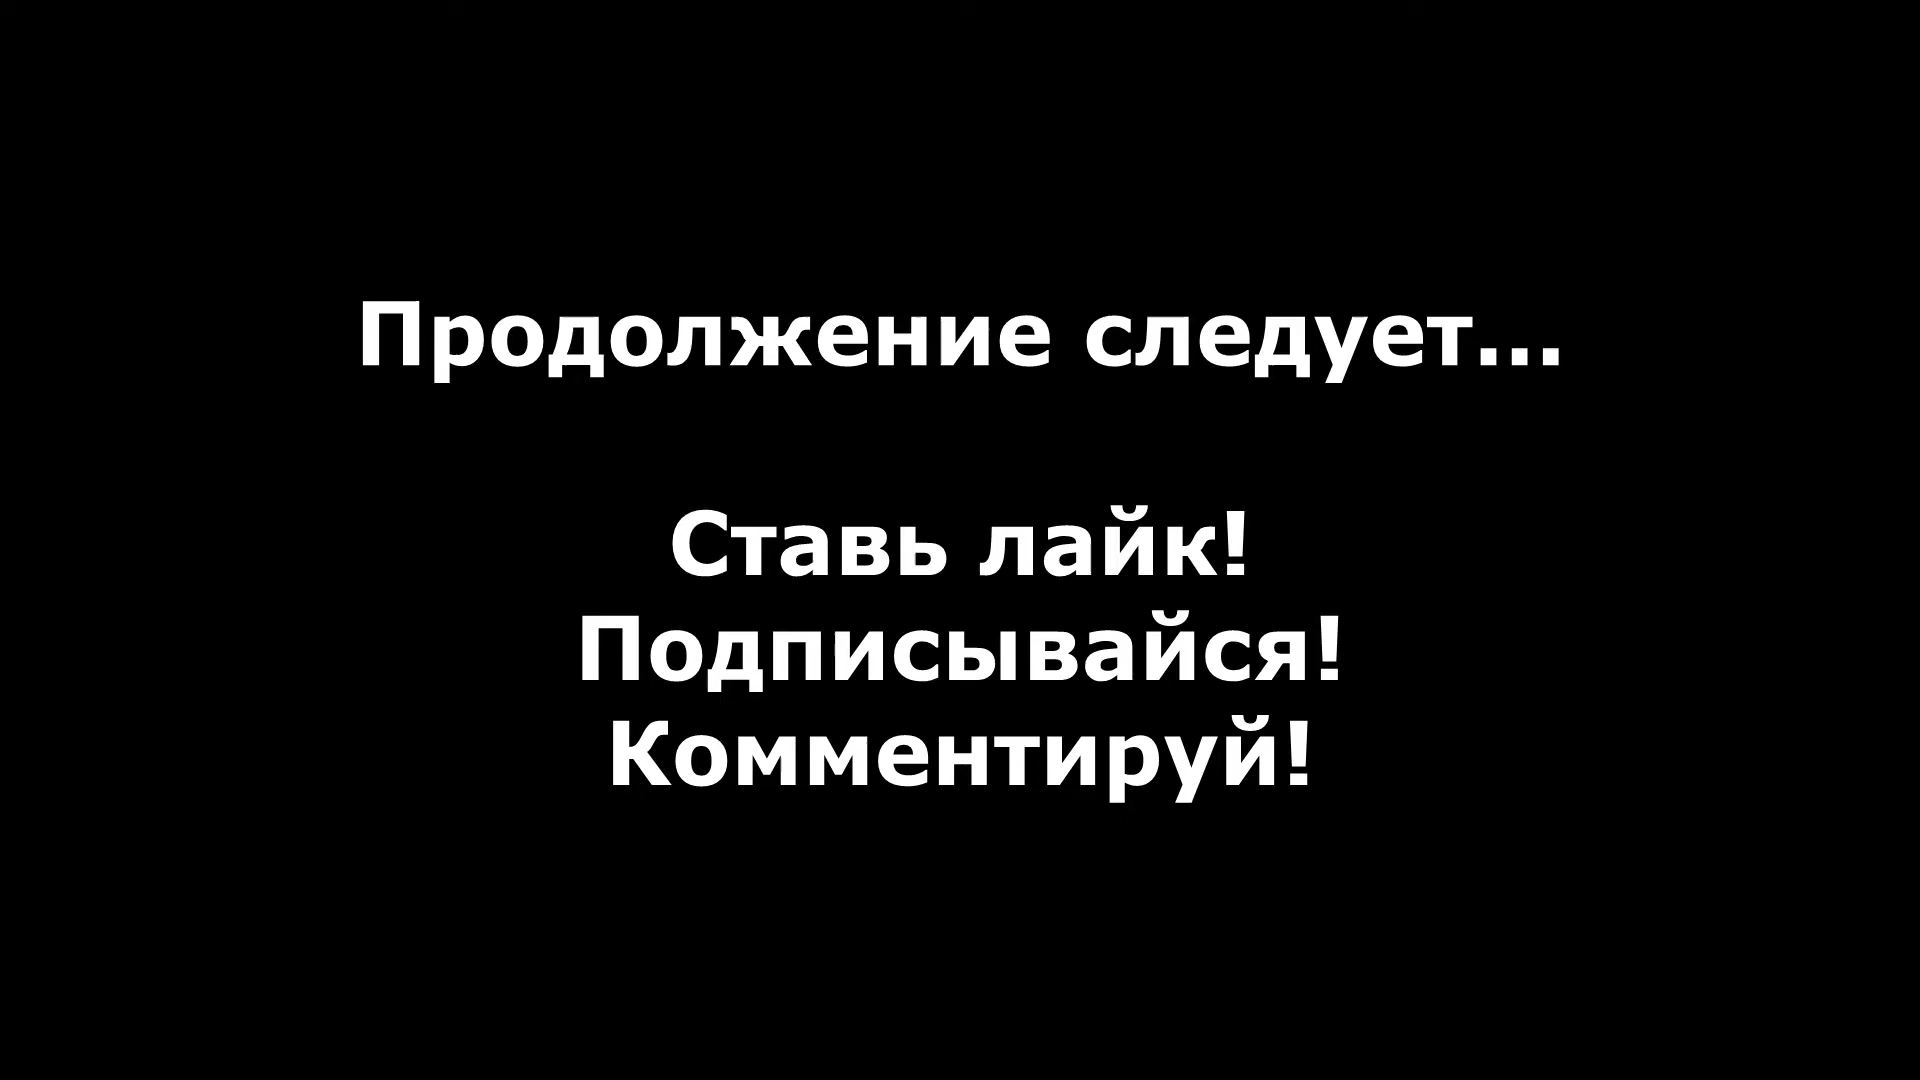 Продолжение следует...
Ставь лайк!
Подписывайся!
Комментируй!